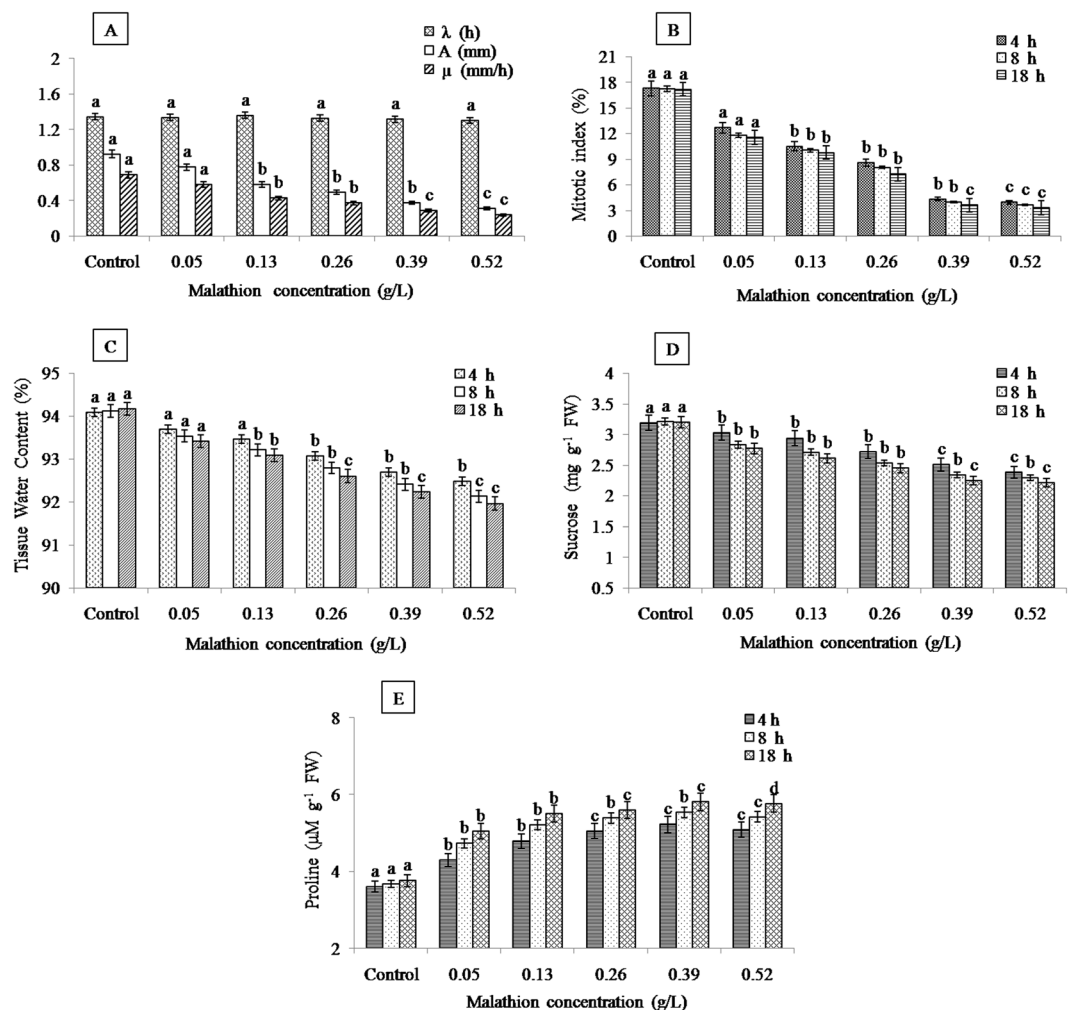 A
λ (h)
A (mm)
μ (mm/h)
2
1.6
1.2
0.8
0.4
0
a a a a a a a a a a b b a b b a b c a b c
Control 0.05 0.13 0.26 0.39 0.52
Malathion concentration (g/L)
B
4 h
8 h
18 h
Mitotic index (%)
21
18
15
12
9
6
3
0
a a a a a a b b b b b b b b c c c c
Control 0.05 0.13 0.26 0.39 0.52
Malathion concentration (g/L)
C
4 h
8 h
18 h
Tissue Water Content (%)
95
94
93
92
91
90
a a a a a a a b b b b c b b c b c c
Control 0.05 0.13 0.26 0.39 0.52
Malathion concentration (g/L)
D
4 h
8 h
18 h
Sucrose (mg g-1 FW)
4
3.5
3
2.5
2
1.5
1
0.5
a a a b b b b b b b b b c b c c b c
Control 0.05 0.13 0.26 0.39 0.52
Malathion concentration (g/L)
E
4 h
8 h
18 h
Proline (μM g-1 FW)
8
6
4
2
a a a b b b b b b c b c c b c c c d
Control 0.05 0.13 0.26 0.39 0.52
Malathion concentration (g/L)